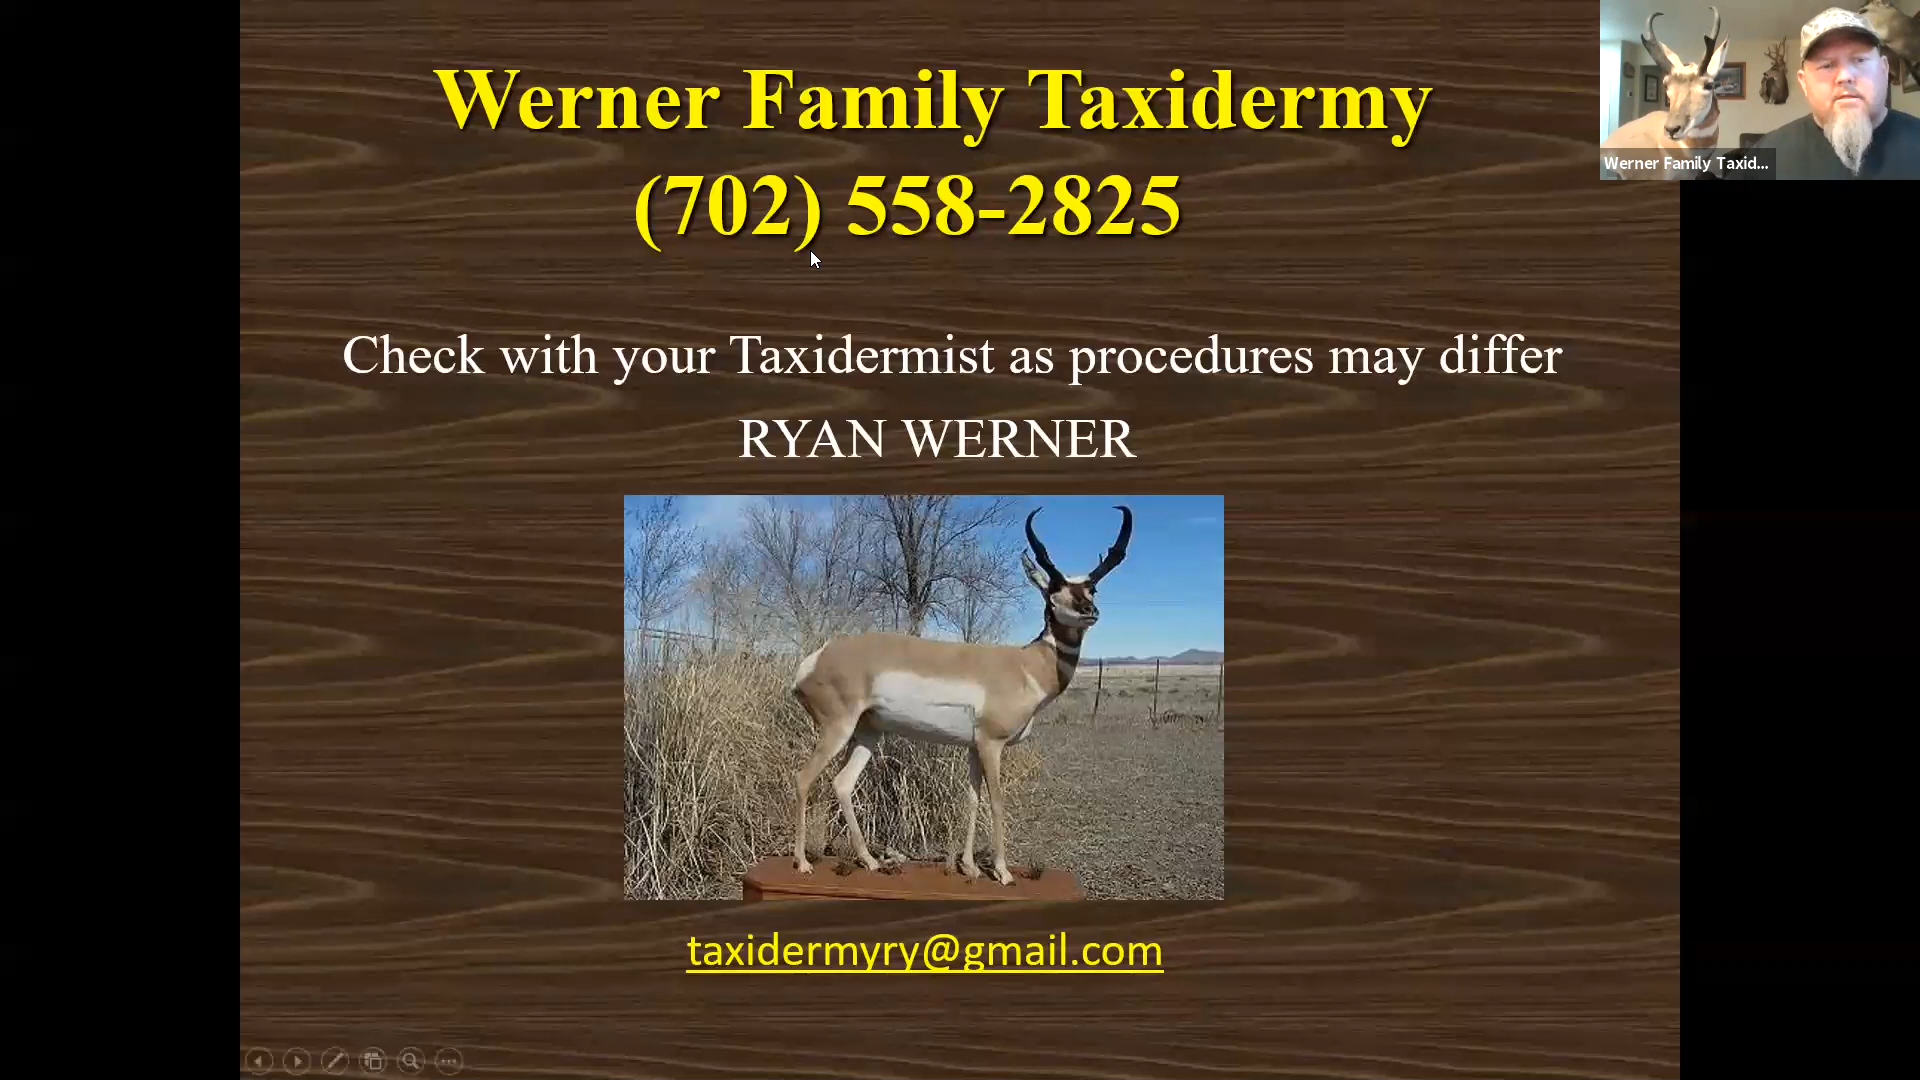 Werner Family Taxidermy
(702) 558-2825
Check with your Taxidermist as procedures may differ
RYAN WERNER
taxidermyry@gmail.com
Werner Family Taxid...